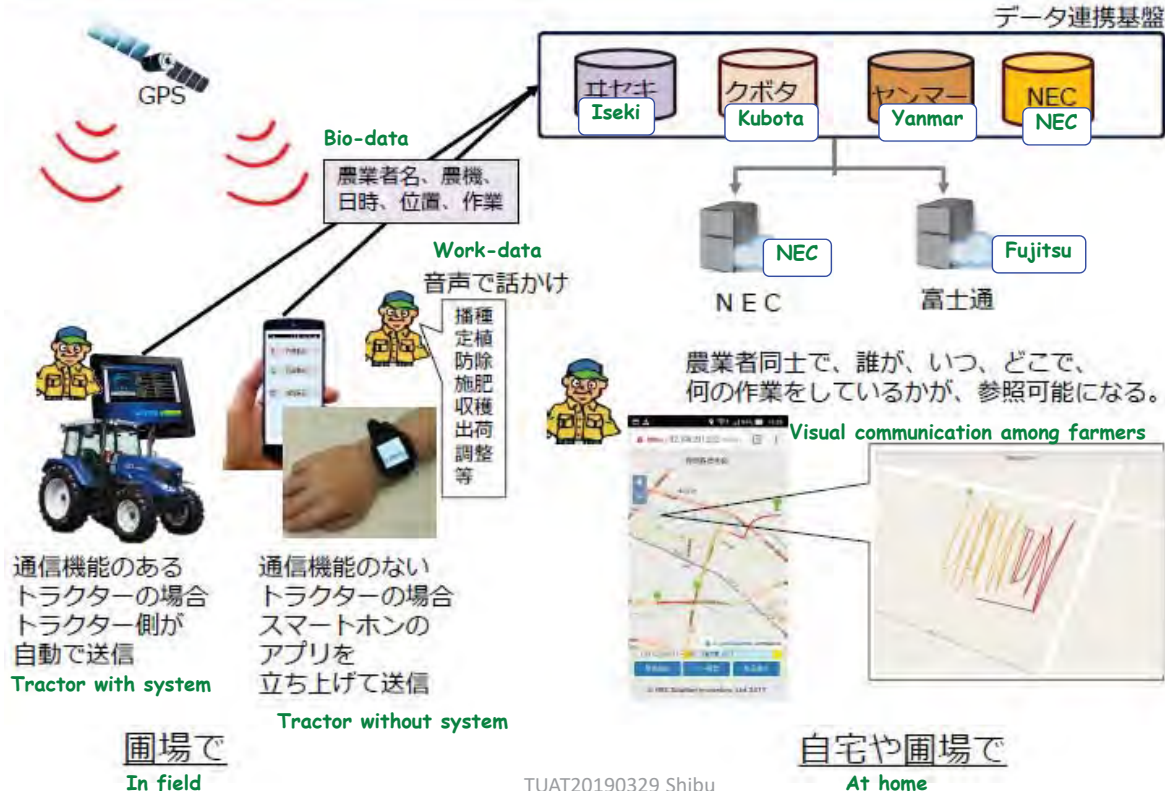 データ連携基盤
GPS
ヰセキ
Iseki
クボタ
Kubota
ヤンマー
Yanmar
NEC
NEC
Bio-data
農業者名、農機、
日時、位置、作業
NEC
NEC
Fujitsu
富士通
Work-data
音声で話かけ
播種
定植
防除
施肥
収穫
出荷
調整
等
農業者同士で、誰が、いつ、どこで、
何の作業をしているかが、参照可能になる。
Visual communication among farmers
通信機能のある
トラクターの場合
トラクター側が
自動で送信
Tractor with system
通信機能のない
トラクターの場合
スマートホンの
アプリを
立ち上げて送信
Tractor without system
圃場で
In field
自宅や圃場で
At home
TUAT20190329 Shibu